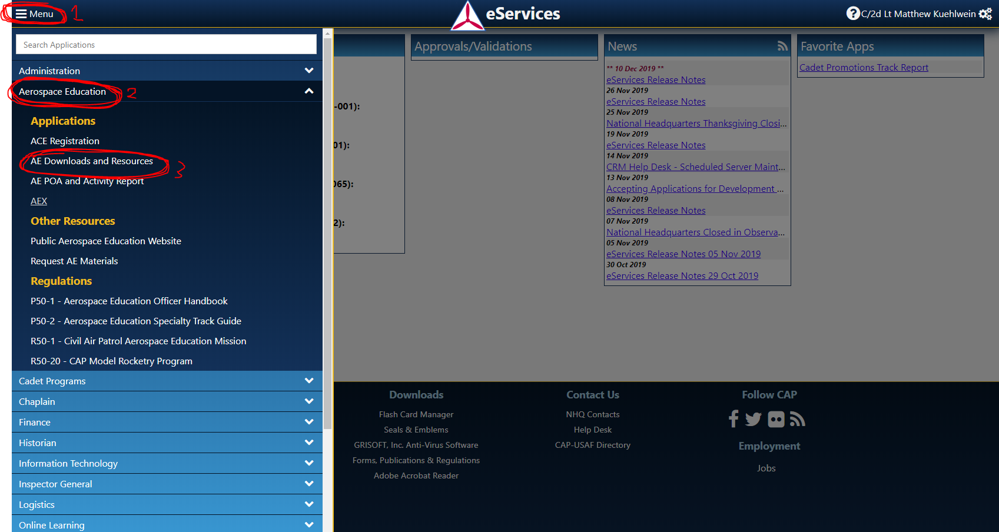 Menu 1
eServices
C/2d Lt Matthew Kuehlwein
Search Applications
Administration
Aerospace Education 2
Applications
ACE Registration
AE Downloads and Resources 3
AE POA and Activity Report
AEX
Other Resources
Public Aerospace Education Website
Request AE Materials
Regulations
P50-1 - Aerospace Education Officer Handbook
P50-2 - Aerospace Education Specialty Track Guide
R50-1 - Civil Air Patrol Aerospace Education Mission
R50-20 - CAP Model Rocketry Program
Cadet Programs
Chaplain
Finance
Historian
Information Technology
Inspector General
Logistics
Online Learning
-001):
01):
065):
2):
Approvals/Validations
News
** 10 Dec 2019 **
eServices Release Notes
26 Nov 2019
eServices Release Notes
25 Nov 2019
National Headquarters Thanksgiving Closi...
19 Nov 2019
eServices Release Notes
14 Nov 2019
CRM Help Desk - Scheduled Server Maint...
13 Nov 2019
Accepting Applications for Development ...
08 Nov 2019
eServices Release Notes
07 Nov 2019
National Headquarters Closed in Observa...
05 Nov 2019
eServices Release Notes 05 Nov 2019
30 Oct 2019
eServices Release Notes 29 Oct 2019
Favorite Apps
Cadet Promotions Track Report
Downloads
Flash Card Manager
Seals & Emblems
GRISOFT, Inc. Anti-Virus Software
Forms, Publications & Regulations
Adobe Acrobat Reader
Contact Us
NHQ Contacts
Help Desk
CAP-USAF Directory
Follow CAP
Employment
Jobs